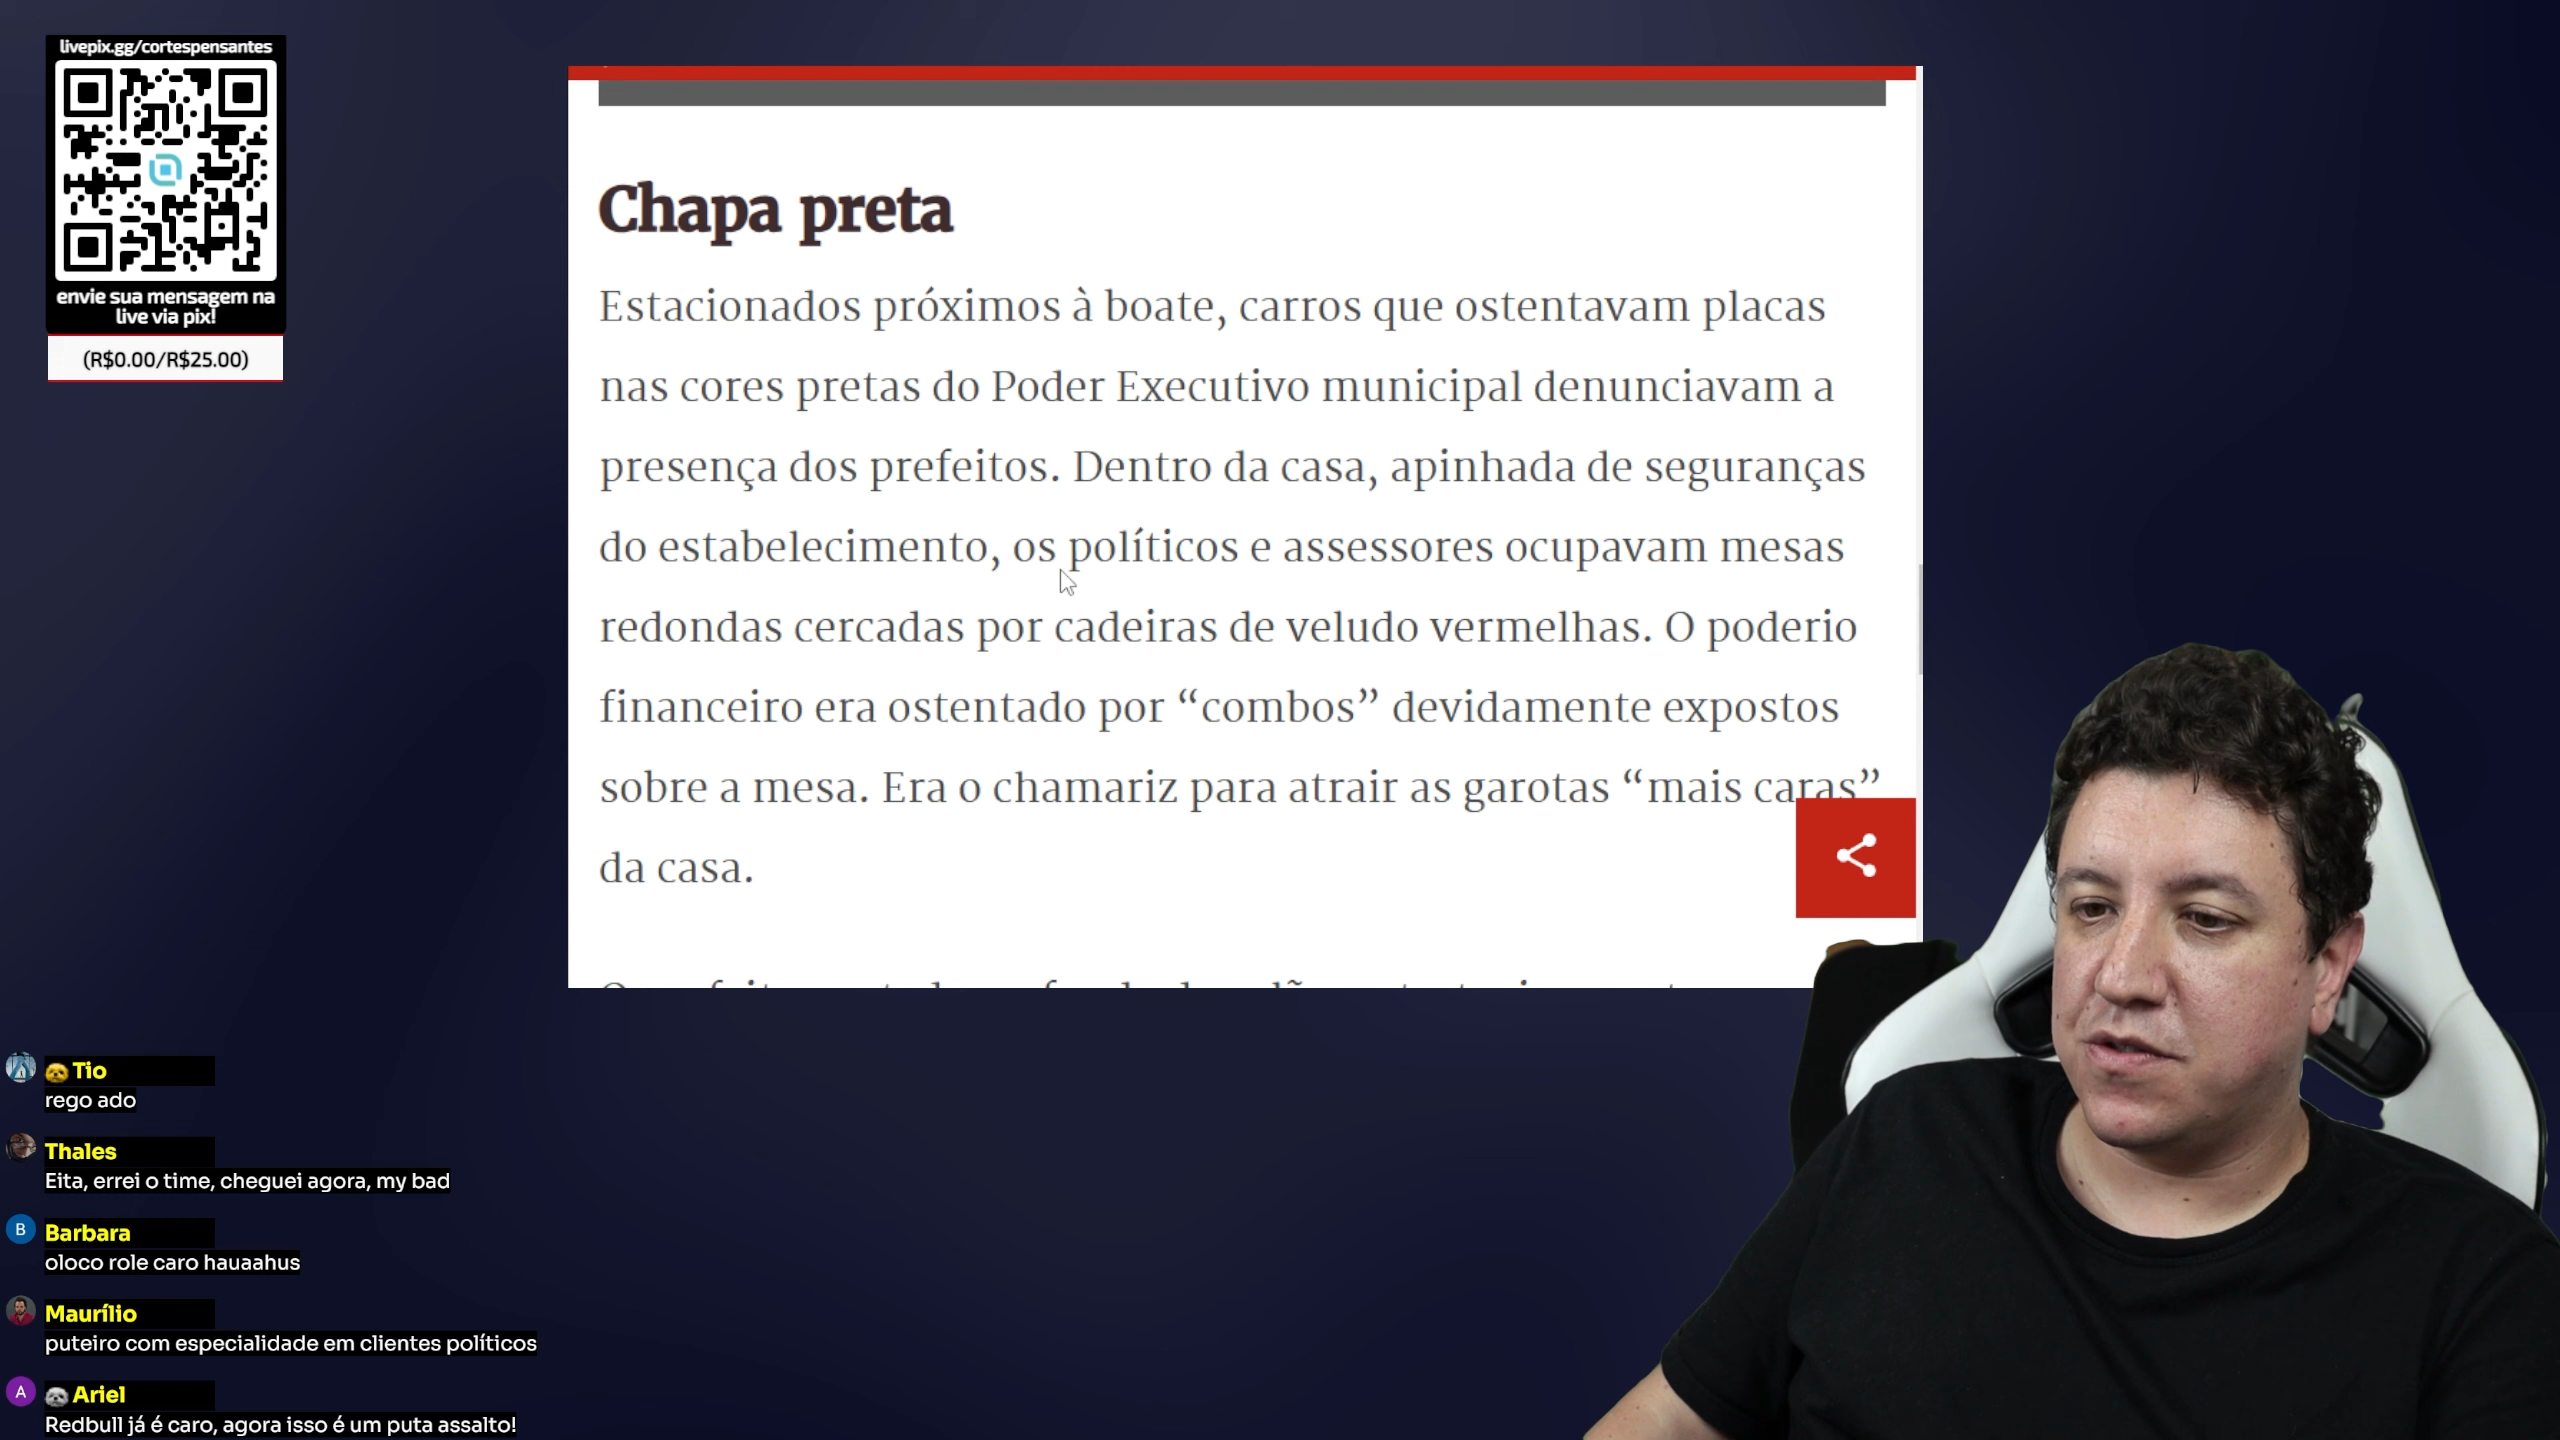 livepix.gg/cortespensantes
envie sua mensagem na
live via pix!
(R$0.00/R$25.00)
Chapa preta
Estacionados próximos à boate, carros que ostentavam placas
nas cores pretas do Poder Executivo municipal denunciavam a
presença dos prefeitos. Dentro da casa, apinhada de seguranças
do estabelecimento, os políticos e assessores ocupavam mesas
redondas cercadas por cadeiras de veludo vermelhas. O poderio
financeiro era ostentado por “combos” devidamente expostos
sobre a mesa. Era o chamariz para atrair as garotas “mais caras”
da casa.
Tio
rego ado
Thales
Eita, errei o time, cheguei agora, my bad
B
Barbara
oloco role caro hauaahus
Maurílio
puteiro com especialidade em clientes políticos
A
Ariel
Redbull já é caro, agora isso é um puta assalto!